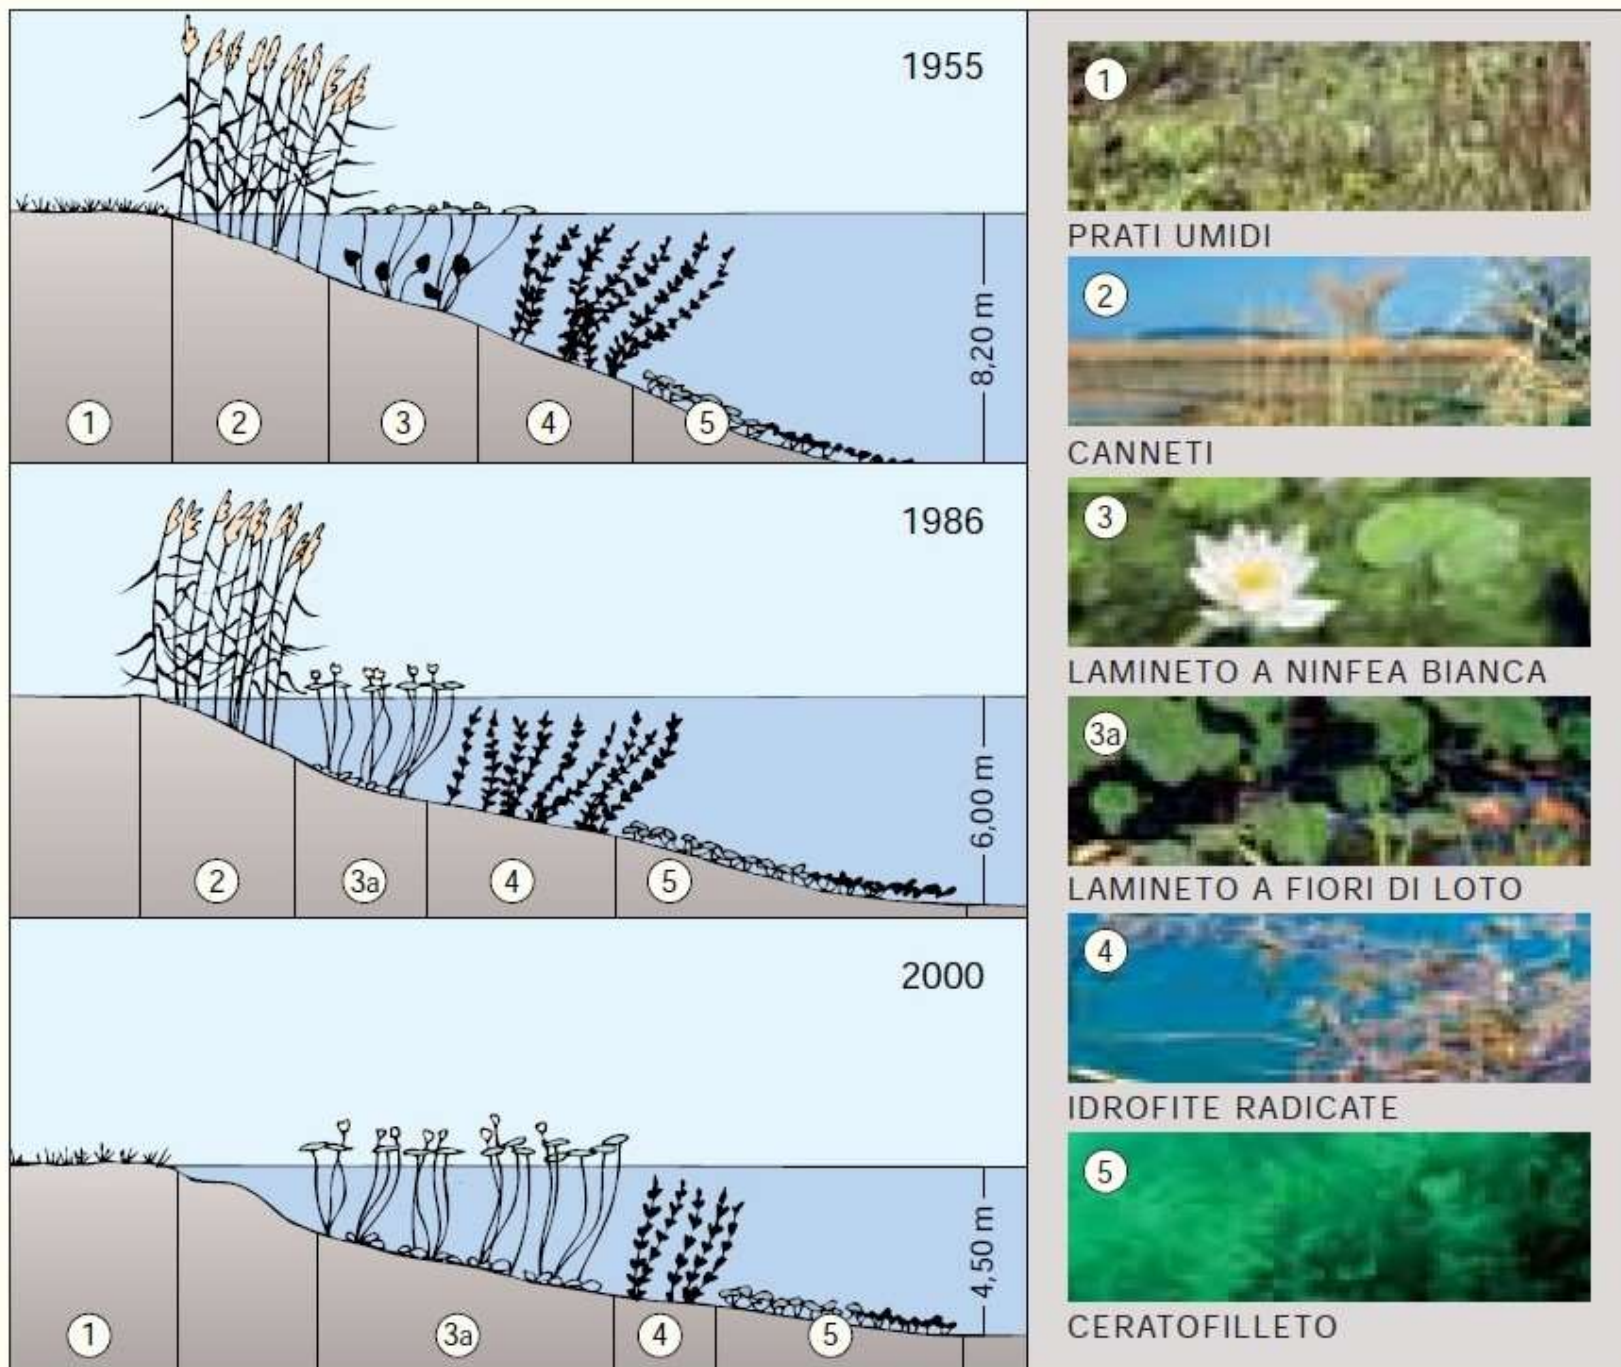 1955
8,20 m
1
2
3
4
5
1986
6,00 m
2
3a
4
5
2000
4,50 m
1
3a
4
5
1
PRATI UMIDI
2
CANNETI
3
LAMINETO A NINFEA BIANCA
3a
LAMINETO A FIORI DI LOTO
4
IDROFITE RADICATE
5
CERATOFILLETO